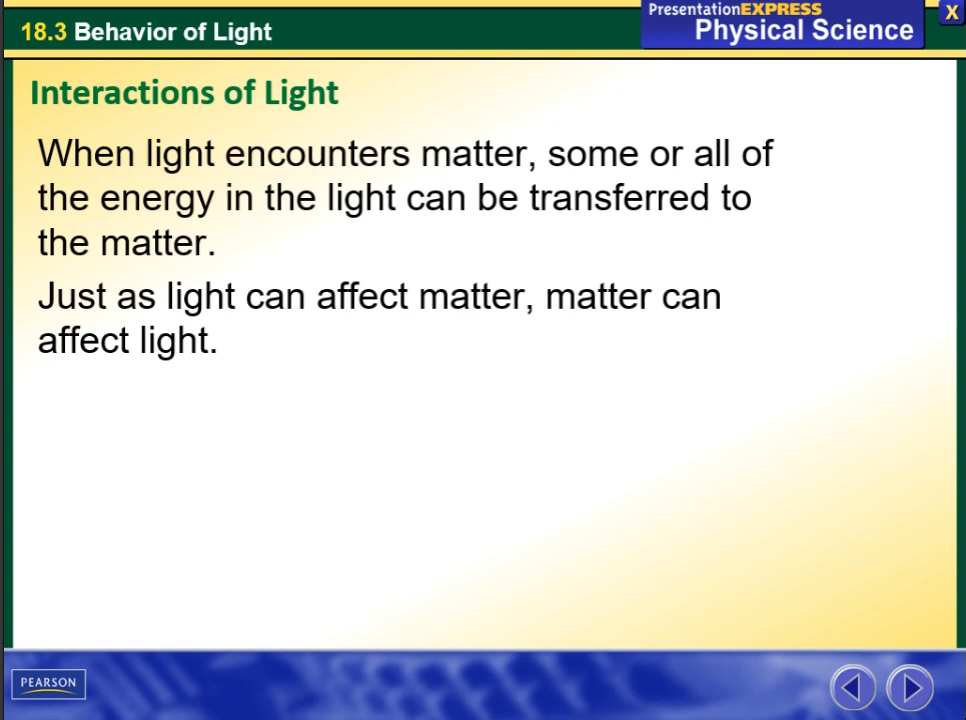 18.3 Behavior of Light
PresentationEXPRESS
Physical Science
X
Interactions of Light
When light encounters matter, some or all of
the energy in the light can be transferred to
the matter.
Just as light can affect matter, matter can
affect light.
PEARSON